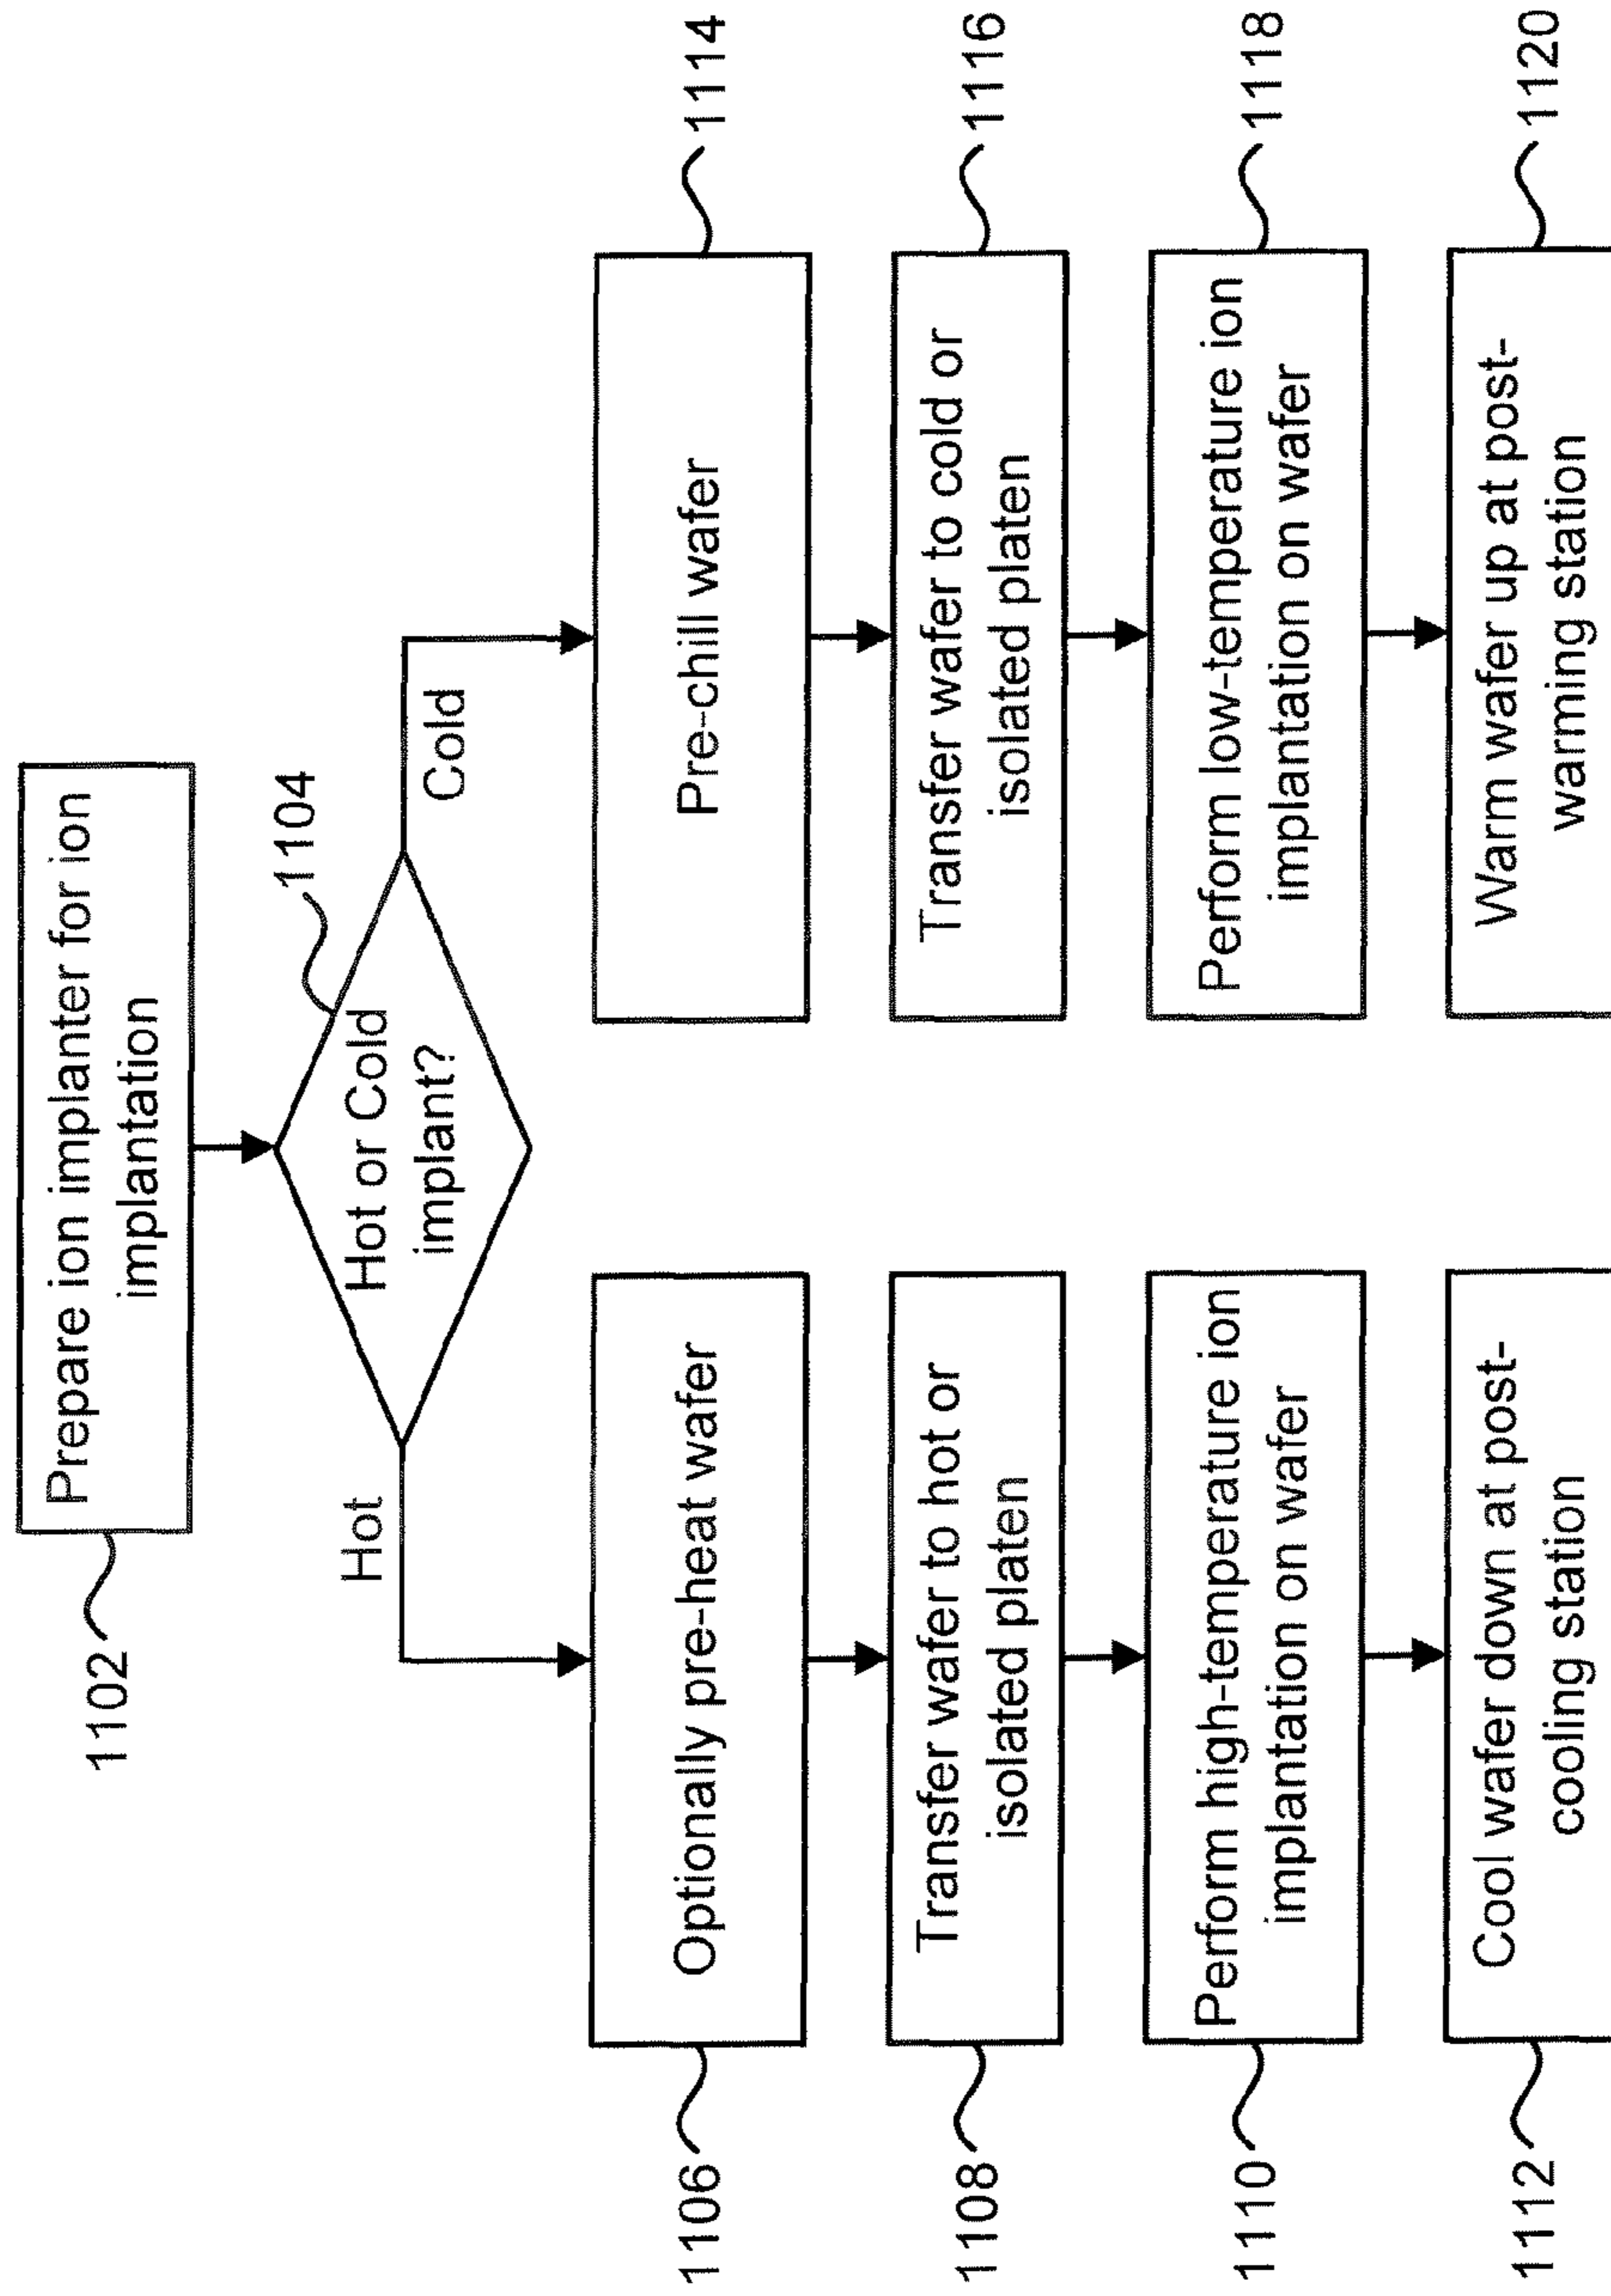 1102
Prepare ion implanter for ion
implantation
1104
Hot or Cold
implant?
Hot
Cold
1106
Optionally pre-heat wafer
1108
Transfer wafer to hot or
isolated platen
1110
Perform high-temperature ion
implantation on wafer
1112
Cool wafer down at post-
cooling station
Pre-chill wafer
1114
Transfer wafer to cold or
isolated platen
1116
Perform low-temperature ion
implantation on wafer
1118
Warm wafer up at post-
warming station
1120